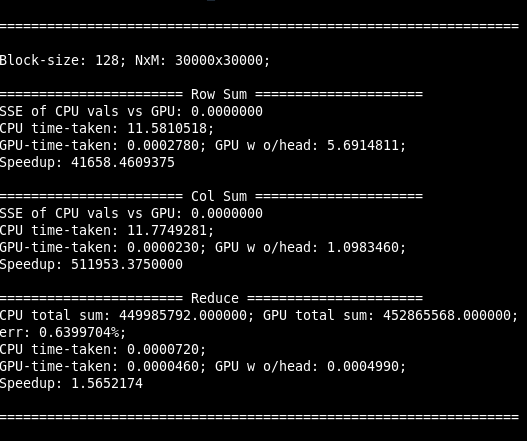 =================================================================
Block-size: 128; NxM: 30000x30000;
======================= Row Sum =====================
SSE of CPU vals vs GPU: 0.0000000
CPU time-taken: 11.5810518;
GPU-time-taken: 0.0002780; GPU w o/head: 5.6914811;
Speedup: 41658.4609375
======================= Col Sum =====================
SSE of CPU vals vs GPU: 0.0000000
CPU time-taken: 11.7749281;
GPU-time-taken: 0.0000230; GPU w o/head: 1.0983460;
Speedup: 511953.3750000
======================= Reduce ======================
CPU total sum: 449985792.000000; GPU total sum: 452865568.000000;
err: 0.6399704%;
CPU time-taken: 0.0000720;
GPU-time-taken: 0.0000460; GPU w o/head: 0.0004990;
Speedup: 1.5652174
=================================================================